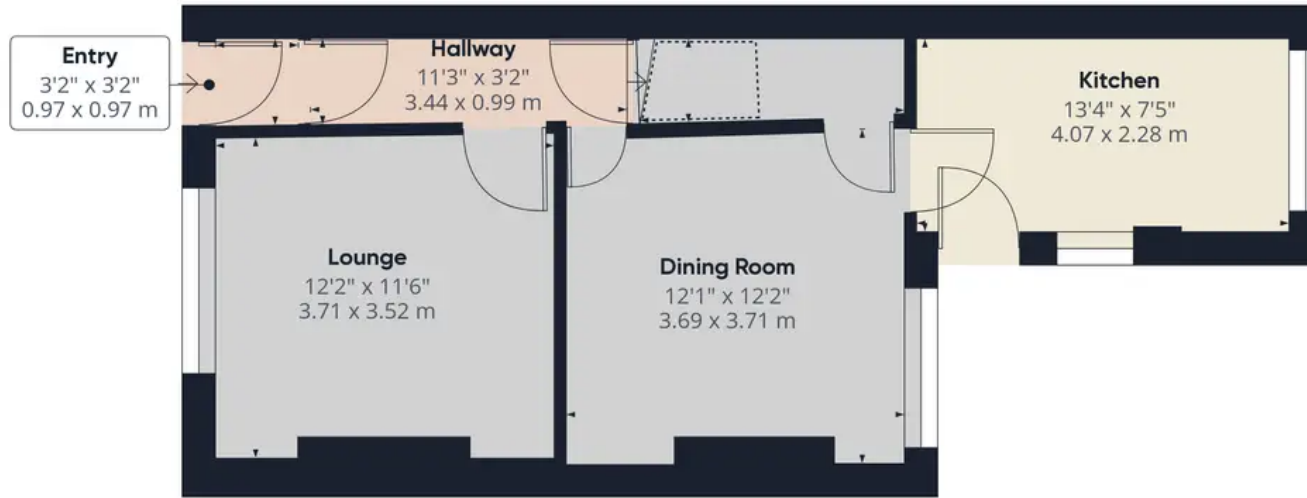 Entry
3'2" x 3'2"
0.97 x 0.97 m
Hallway
11'3" x 3'2"
3.44 x 0.99 m
Kitchen
13'4" x 7'5"
4.07 x 2.28 m
Lounge
12'2" x 11'6"
3.71 x 3.52 m
Dining Room
12'1" x 12'2"
3.69 x 3.71 m